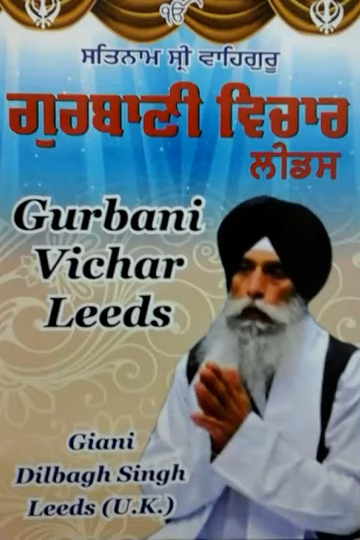 ੴ
ਸਤਿਨਾਮ ਸ੍ਰੀ ਵਾਹਿਗੁਰੂ
ਗੁਰਬਾਣੀ ਵਿਚਾਰ
ਲੀਡਸ
Gurbani
Vichar
Leeds
Giani
Dilbagh Singh
Leeds (U.K.)